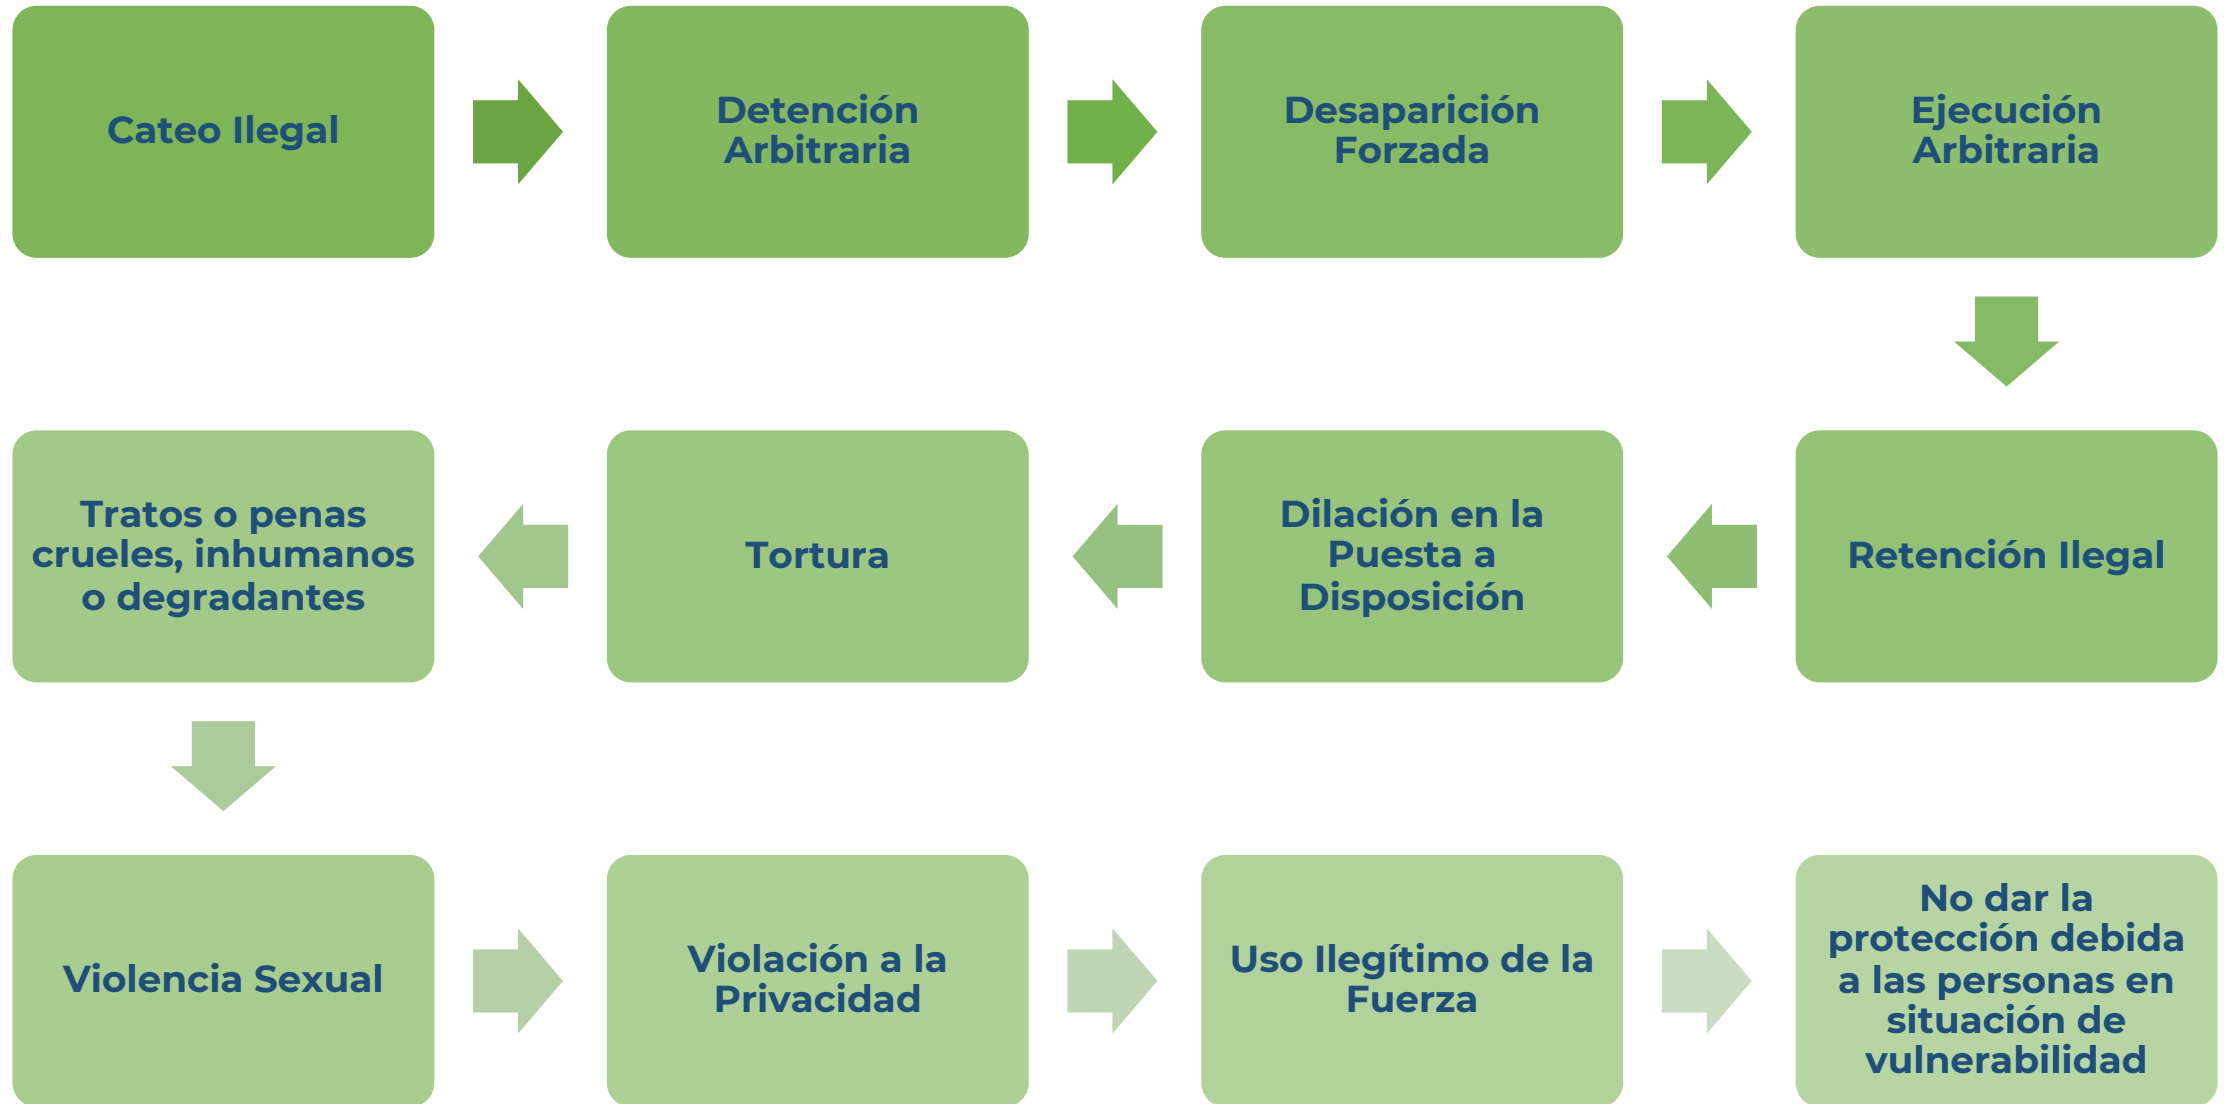 Cateo Ilegal
Detención
Arbitraria
Desaparición
Forzada
Ejecución
Arbitraria
Retención Ilegal
Dilación en la
Puesta a
Disposición
Tortura
Tratos o penas
crueles, inhumanos
o degradantes
Violencia Sexual
Violación a la
Privacidad
Uso Ilegítimo de la
Fuerza
No dar la
protección debida
a las personas en
situación de
vulnerabilidad